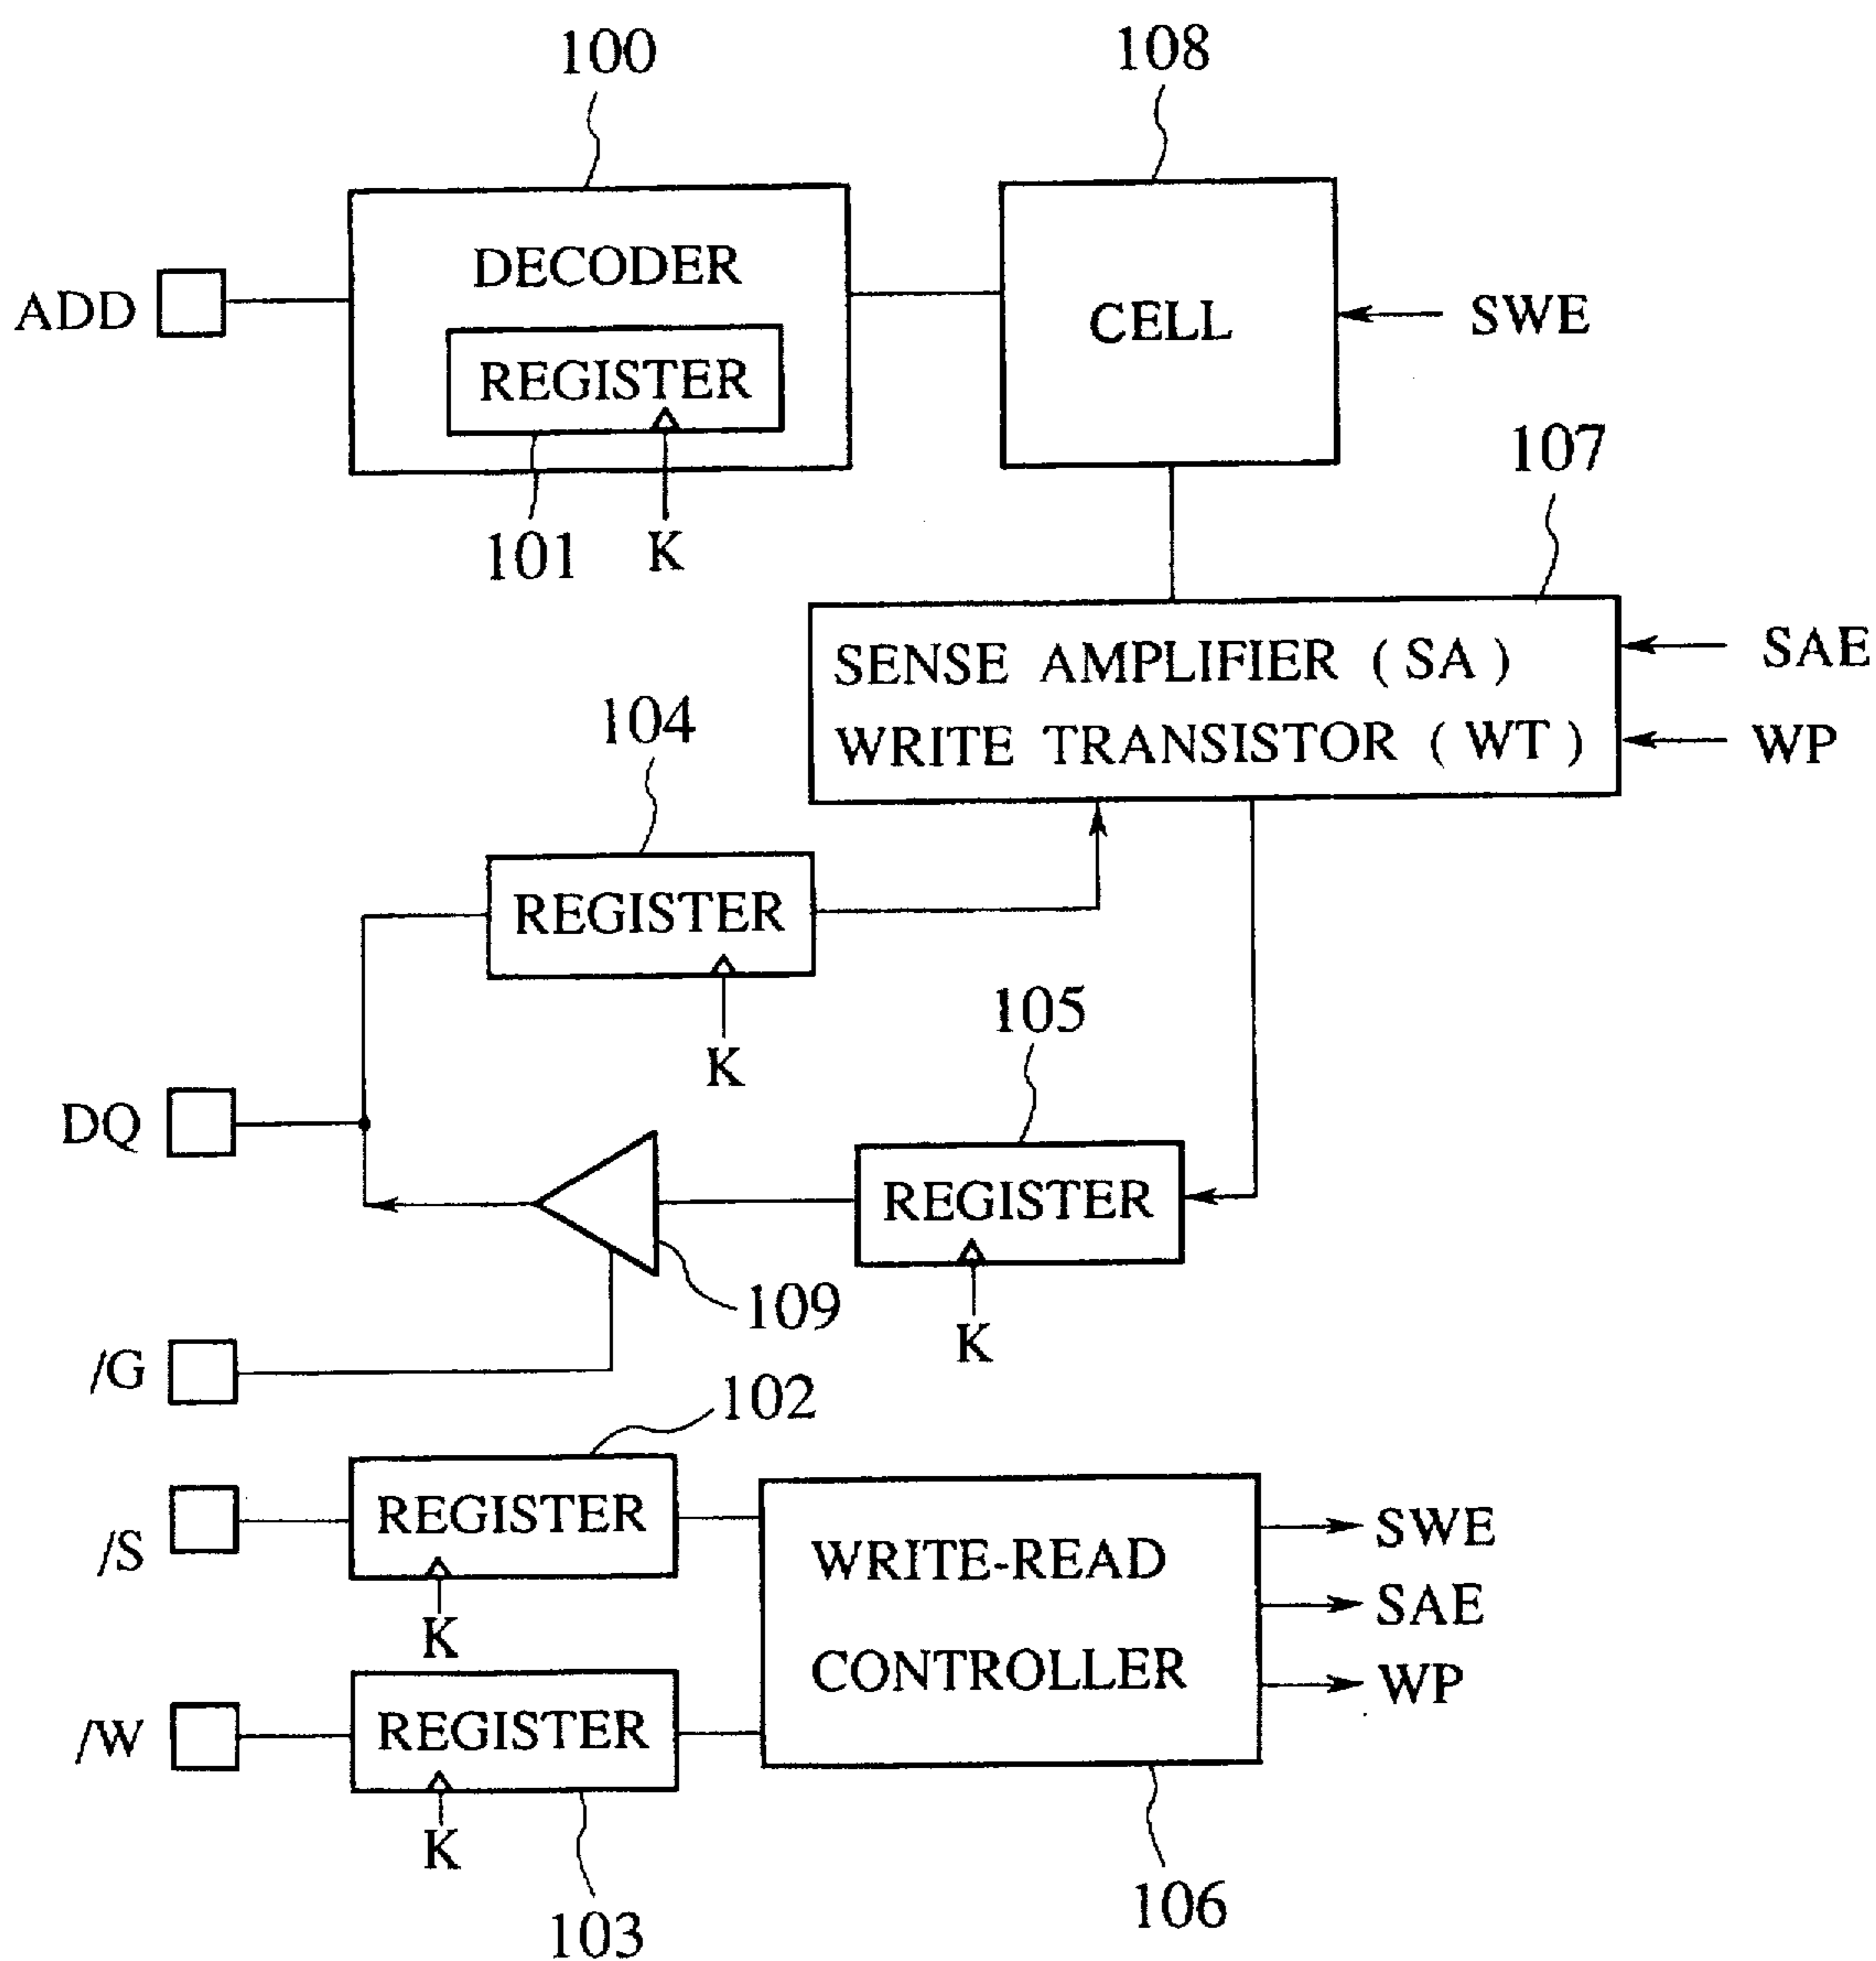 100
108
DECODER
ADD
CELL
SWE
REGISTER
101
K
107
SENSE AMPLIFIER (SA)
SAE
WRITE TRANSISTOR (WT)
WP
104
REGISTER
K
105
DQ
REGISTER
109
K
/G
102
/S
REGISTER
K
WRITE-READ
CONTROLLER
SWE
SAE
WP
/W
REGISTER
K
103
106